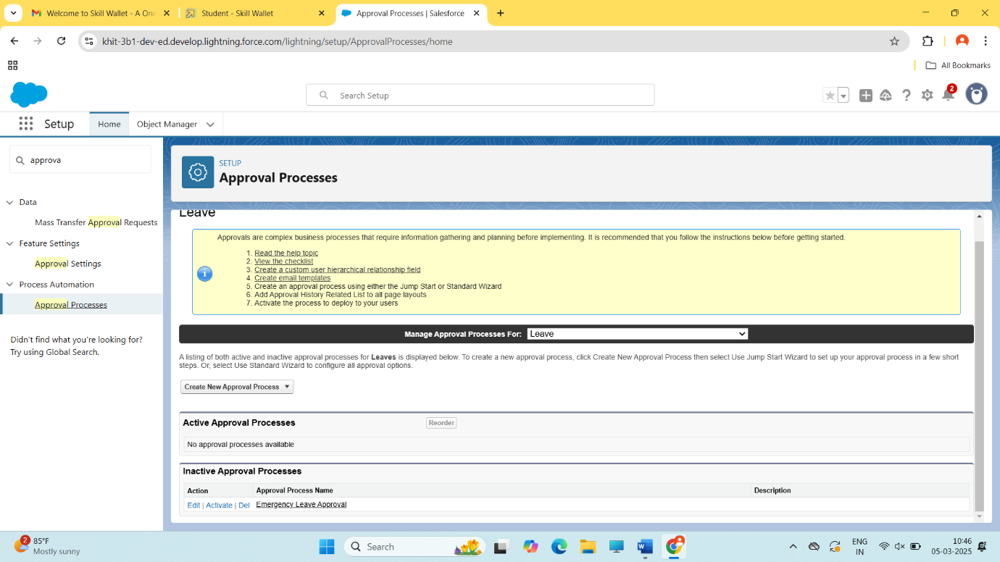 Welcome to Skill Wallet - A One
Student - Skill Wallet
Approval Processes | Salesforce
khit-3b1-dev-ed.develop.lightning.force.com/lightning/setup/ApprovalProcesses/home
All Bookmarks
Search Setup
2
Setup
Home
Object Manager
approva
Data
Mass Transfer Approval Requests
Feature Settings
Approval Settings
Process Automation
Approval Processes
Didn't find what you're looking for?
Try using Global Search.
SETUP
Approval Processes
Leave
Approvals are complex business processes that require information gathering and planning before implementing. It is recommended that you follow the instructions below before getting started.
1. Read the help topic
2. View the checklist
3. Create a custom user hierarchical relationship field
4. Create email templates
5. Create an approval process using either the Jump Start or Standard Wizard
6. Add Approval History Related List to all page layouts
7. Activate the process to deploy to your users
Manage Approval Processes For: Leave
A listing of both active and inactive approval processes for Leaves is displayed below. To create a new approval process, click Create New Approval Process then select Use Jump Start Wizard to set up your approval process in a few short
steps. Or, select Use Standard Wizard to configure all approval options.
Create New Approval Process
Active Approval Processes Reorder
No approval processes available
Inactive Approval Processes
Action Approval Process Name Description
Edit | Activate | Del Emergency Leave Approval
2
85°F
Mostly sunny
Search
ENG
IN
10:46
05-03-2025